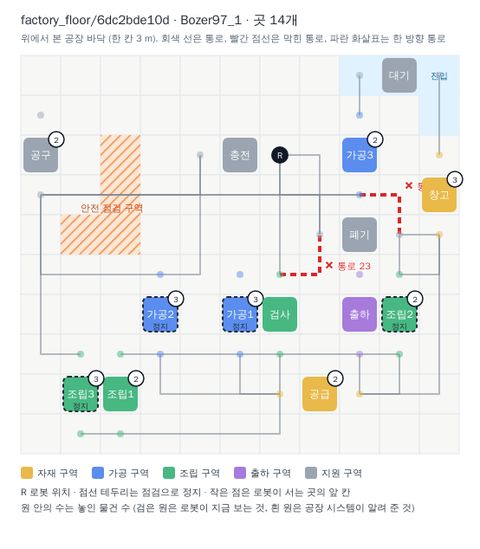 factory_floor/6dc2bde10d · Bozer97_1 · 곳 14개
위에서 본 공장 바닥 (한 칸 3 m). 회색 선은 통로, 빨간 점선은 막힌 통로, 파란 화살표는 한 방향 통로
대기
전립
2
공구
충전
R
2
가공3
3
창고
✕
안전 점검 구역
폐기
✕ 통로 23
3
가공2
정지
3
가공1
정지
검사
출하
2
조립2
정지
3
조립3
정지
2
조립1
2
공급
자재 구역
가공 구역
조립 구역
출하 구역
지원 구역
R 로봇 위치 · 점선 테두리는 점검으로 정지 · 작은 점은 로봇이 서는 곳의 앞 칸
원 안의 수는 놓인 물건 수 (검은 원은 로봇이 지금 보는 것, 흰 원은 공장 시스템이 알려 준 것)